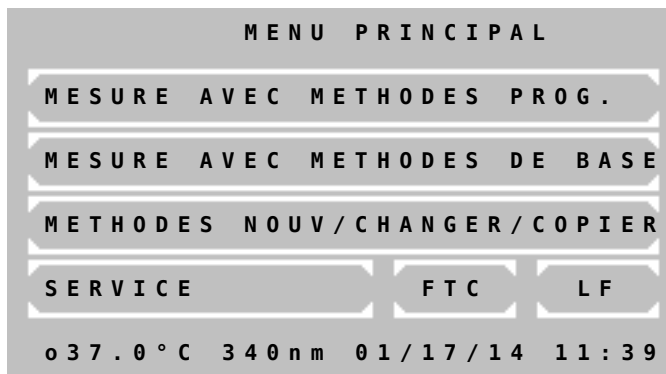 MENU PRINCIPAL
MESURE AVEC METHODES PROG.
MESURE AVEC METHODES DE BASE
METHODES NOUV/CHANGER/COPIER
SERVICE FTC LF
o37.0°C 340nm 01/17/14 11:39